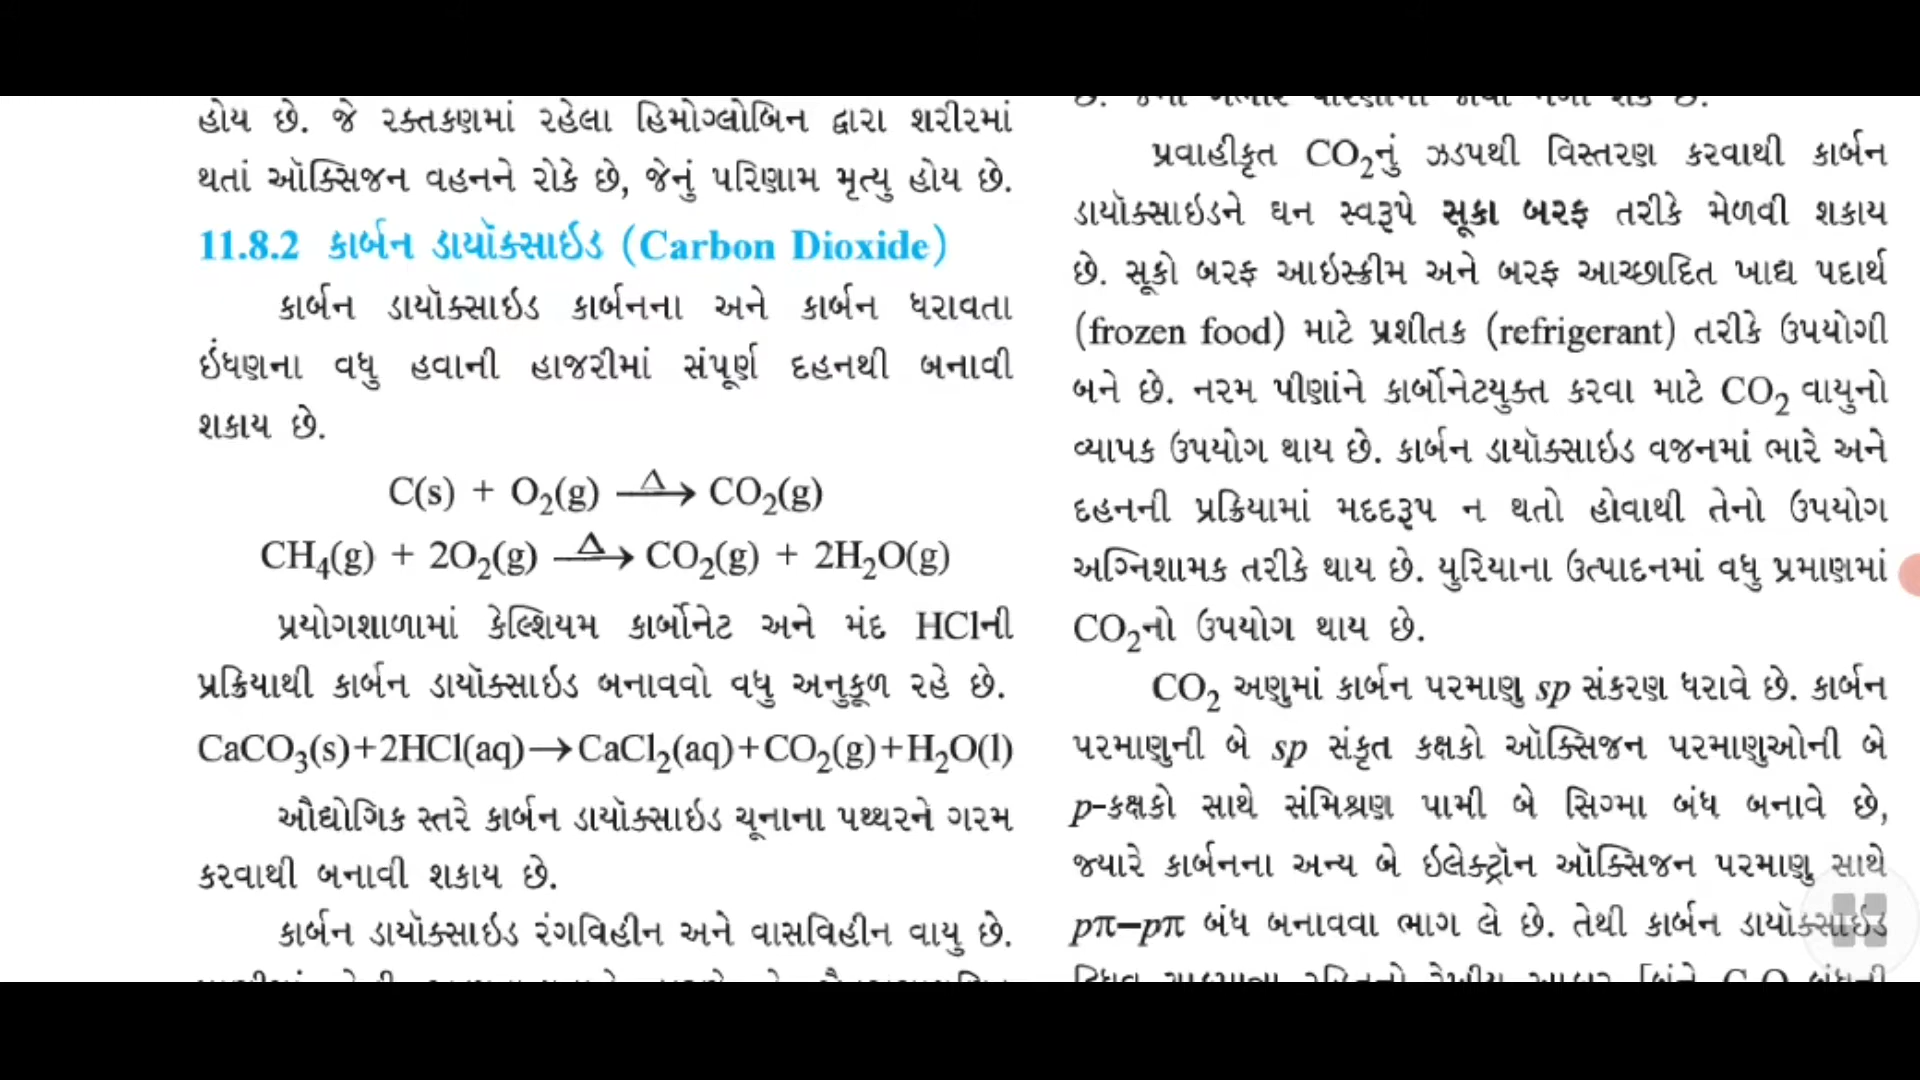 હોય છે. જે રક્તકણમાં રહેલા હિમોગ્લોબિન દ્વારા શરીરમાં
થતાં ઑક્સિજન વહનને રોકે છે, જેનું પરિણામ મૃત્યુ હોય છે.
11.8.2 કાર્બન ડાયૉક્સાઇડ (Carbon Dioxide)
કાર્બન ડાયૉક્સાઇડ કાર્બનના અને કાર્બન ધરાવતા
ઇંધણના વધુ હવાની હાજરીમાં સંપૂર્ણ દહનથી બનાવી
શકાય છે.
C(s) + O₂(g) —Δ→ CO₂(g)
CH₄(g) + 2O₂(g) —Δ→ CO₂(g) + 2H₂O(g)
પ્રયોગશાળામાં કેલ્શિયમ કાર્બોનેટ અને મંદ HClની
પ્રક્રિયાથી કાર્બન ડાયૉક્સાઇડ બનાવવો વધુ અનુકૂળ રહે છે.
CaCO₃(s)+2HCl(aq)→CaCl₂(aq)+CO₂(g)+H₂O(l)
ઔદ્યોગિક સ્તરે કાર્બન ડાયૉક્સાઇડ ચૂનાના પથ્થરને ગરમ
કરવાથી બનાવી શકાય છે.
કાર્બન ડાયૉક્સાઇડ રંગવિહીન અને વાસવિહીન વાયુ છે.
પ્રવાહીકૃત CO₂નું ઝડપથી વિસ્તરણ કરવાથી કાર્બન
ડાયૉક્સાઇડને ઘન સ્વરૂપે સૂકા બરફ તરીકે મેળવી શકાય
છે. સૂકો બરફ આઇસ્ક્રીમ અને બરફ આચ્છાદિત ખાદ્ય પદાર્થ
(frozen food) માટે પ્રશીતક (refrigerant) તરીકે ઉપયોગી
બને છે. નરમ પીણાંને કાર્બોનેટયુક્ત કરવા માટે CO₂ વાયુનો
વ્યાપક ઉપયોગ થાય છે. કાર્બન ડાયૉક્સાઇડ વજનમાં ભારે અને
દહનની પ્રક્રિયામાં મદદરૂપ ન થતો હોવાથી તેનો ઉપયોગ
અગ્નિશામક તરીકે થાય છે. યુરિયાના ઉત્પાદનમાં વધુ પ્રમાણમાં
CO₂નો ઉપયોગ થાય છે.
CO₂ અણુમાં કાર્બન પરમાણુ sp સંકરણ ધરાવે છે. કાર્બન
પરમાણુની બે sp સંકૃત કક્ષકો ઑક્સિજન પરમાણુઓની બે
p-કક્ષકો સાથે સંમિશ્રણ પામી બે સિગ્મા બંધ બનાવે છે,
જ્યારે કાર્બનના અન્ય બે ઇલેક્ટ્રૉન ઑક્સિજન પરમાણુ સાથે
pπ–pπ બંધ બનાવવા ભાગ લે છે. તેથી કાર્બન ડાયૉક્સાઇડ